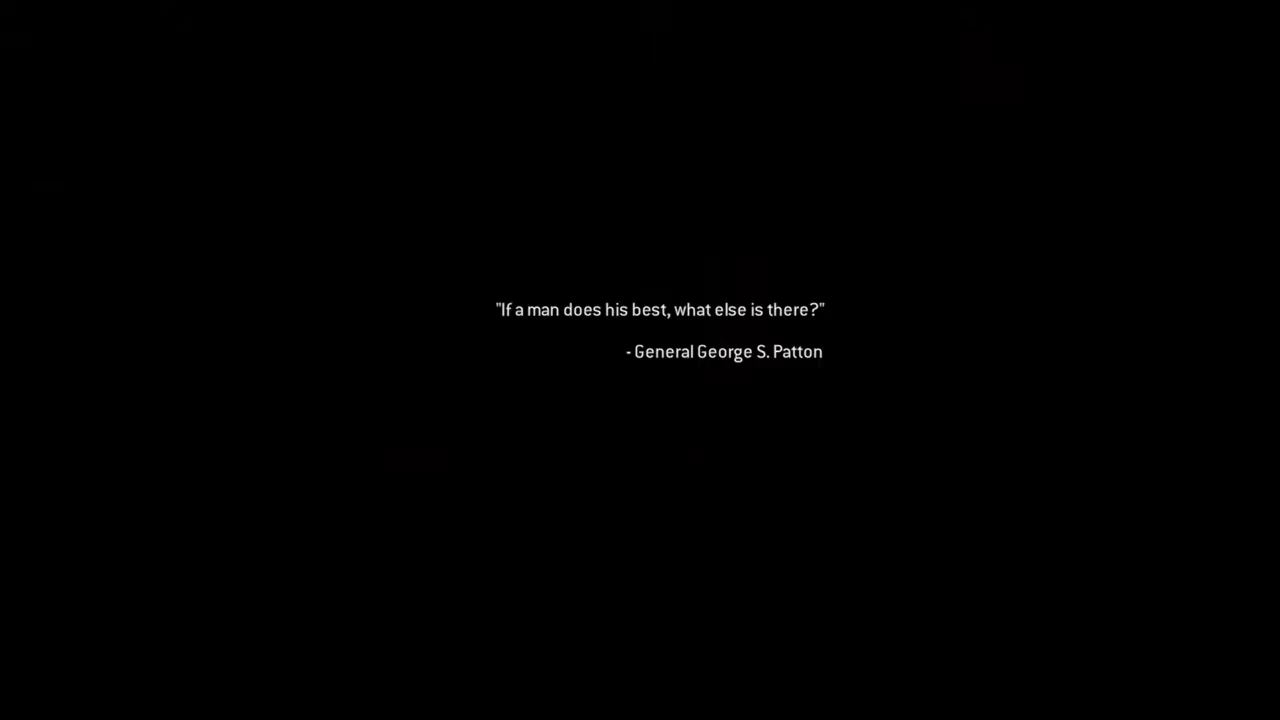 "If a man does his best, what else is there?"
- General George S. Patton